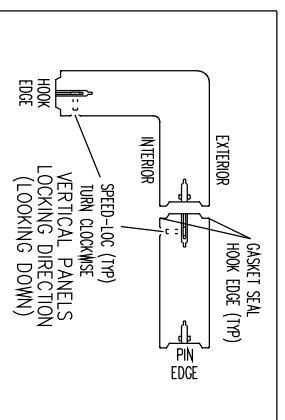 EXTERIOR
INTERIOR
GASKET SEAL
HOOK EDGE (TYP)
PIN
EDGE
HOOK
EDGE
SPEED-LOC (TYP)
TURN CLOCKWISE
VERTICAL PANELS
LOCKING DIRECTION
(LOOKING DOWN)